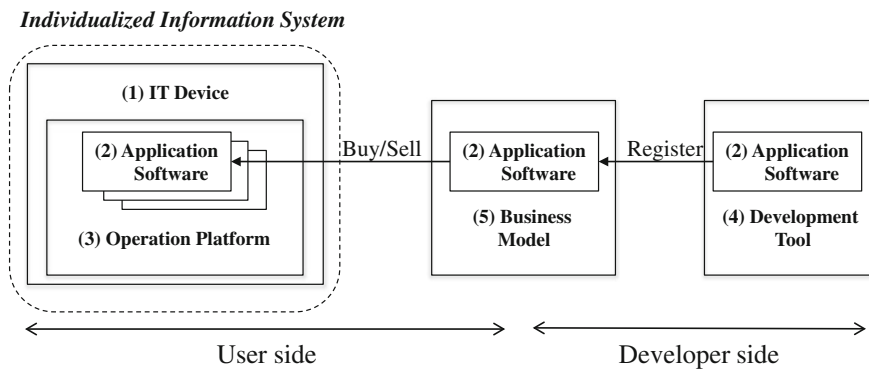 Individualized Information System
(1) IT Device
(2) Application
Software
(3) Operation Platform
Buy/Sell
(2) Application
Software
(5) Business
Model
Register
(2) Application
Software
(4) Development
Tool
User side
Developer side